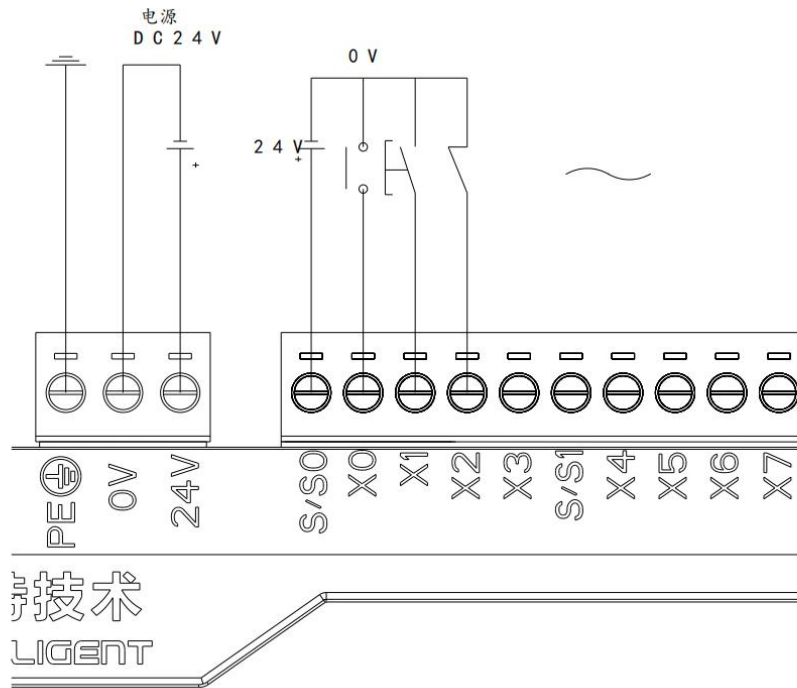 电源
DC24V
0V
24V
+
+
PE
0V
24V
S/S0
X0
X1
X2
X3
S/S1
X4
X5
X6
X7
技术
LIGENT